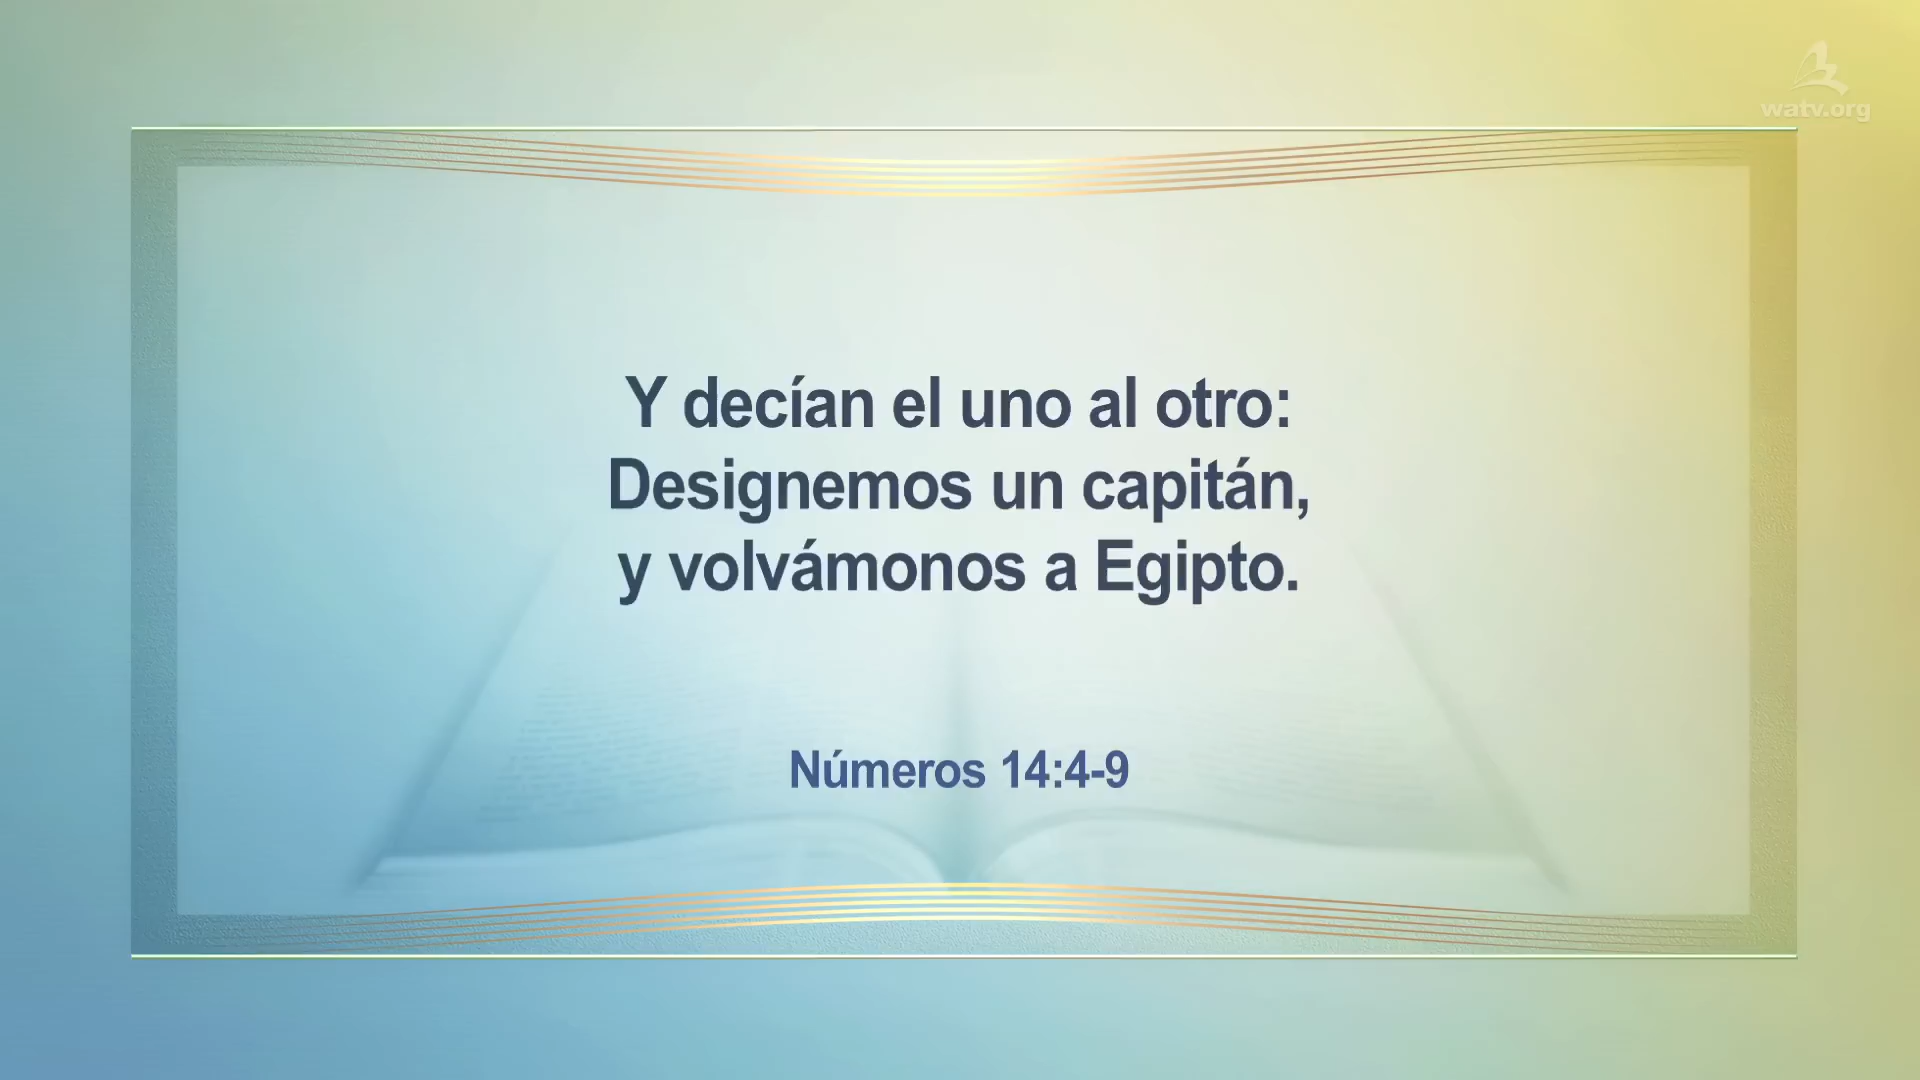 watv.org
Y decían el uno al otro:
Designemos un capitán,
y volvámonos a Egipto.
Números 14:4-9